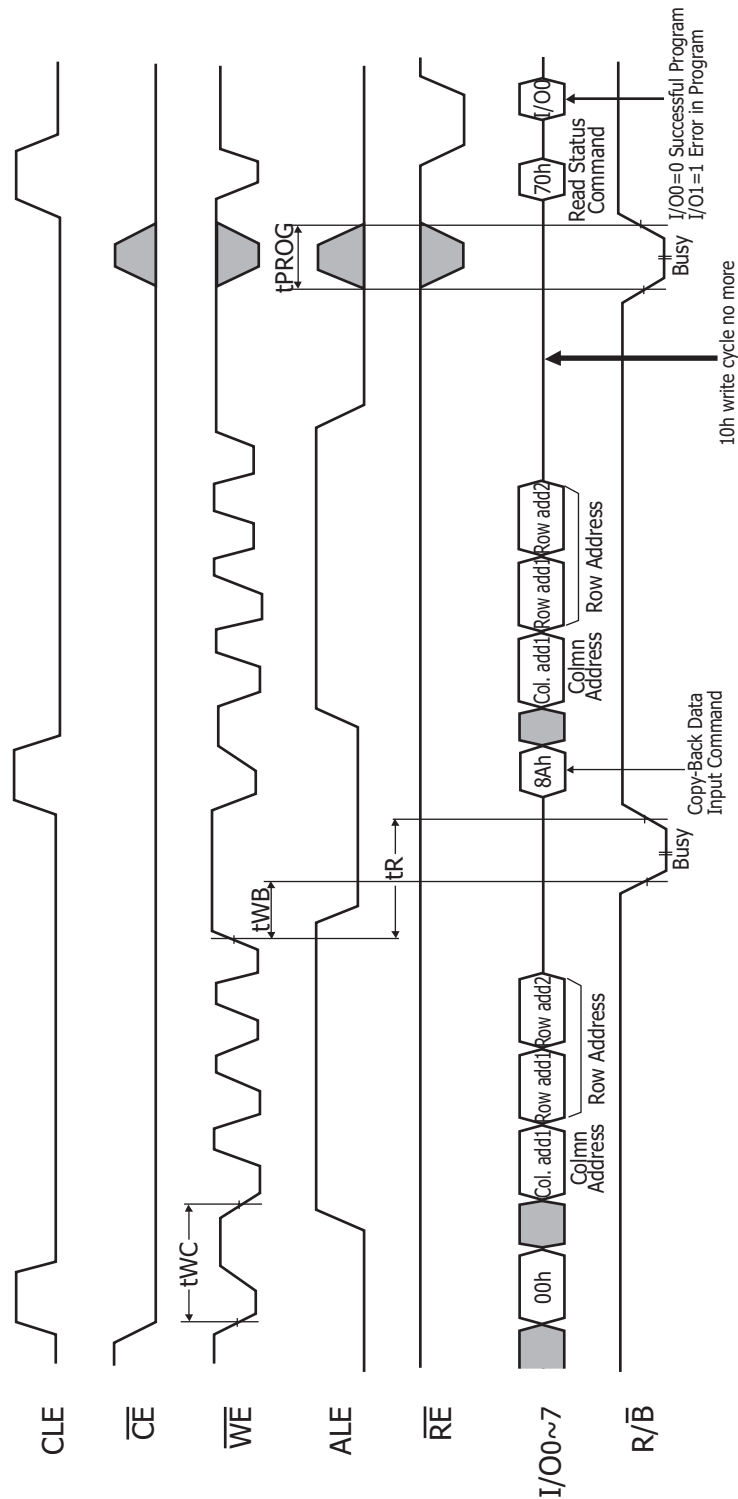 CLE
CE
WE
tWC
tWB
tPROG
ALE
tR
RE
I/O0~7
00h
Col. add1
Row add1
Row add2
8Ah
Col. add1
Row add1
Row add2
70h
I/O0
Colmn
Address
Row Address
Colmn
Address
Row Address
Read Status
Command
R/B
Busy
Busy
Copy-Back Data
Input Command
10h write cycle no more
I/O0=0 Successful Program
I/O1=1 Error in Program